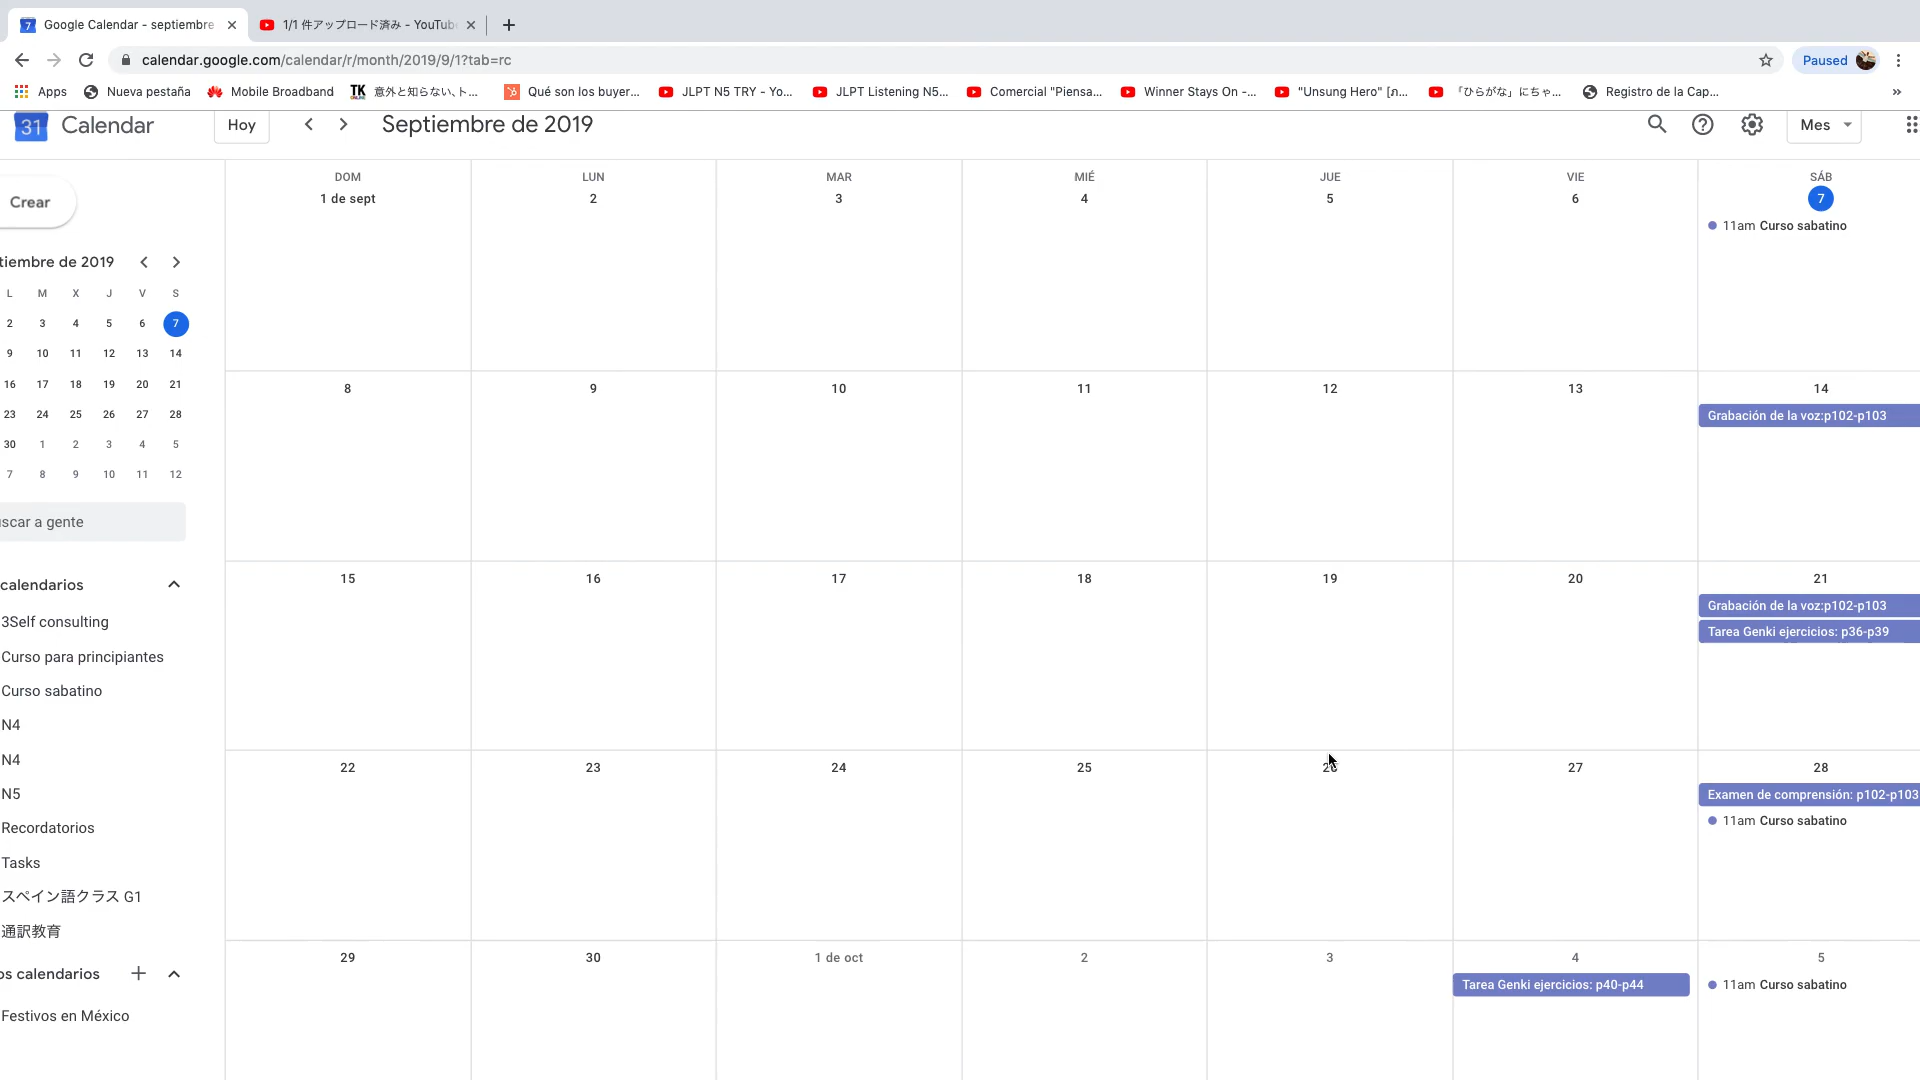 Google Calendar - septiembre
1/1 件アップロード済み - YouTube
calendar.google.com/calendar/r/month/2019/9/1?tab=rc
Paused
Apps
Nueva pestaña
Mobile Broadband
TK 意外と知らない、ト...
Qué son los buyer...
JLPT N5 TRY - Yo...
JLPT Listening N5...
Comercial "Piensa...
Winner Stays On -...
"Unsung Hero" [ภ...
「ひらがな」にちゃ...
Registro de la Cap...
31 Calendar
Hoy
Septiembre de 2019
Mes
Crear
tiembre de 2019
L M X J V S
2 3 4 5 6 7
9 10 11 12 13 14
16 17 18 19 20 21
23 24 25 26 27 28
30 1 2 3 4 5
7 8 9 10 11 12
uscar a gente
calendarios
3Self consulting
Curso para principiantes
Curso sabatino
N4
N4
N5
Recordatorios
Tasks
スペイン語クラス G1
通訳教育
os calendarios
Festivos en México
DOM LUN MAR MIÉ JUE VIE SÁB
1 de sept 2 3 4 5 6 7
11am Curso sabatino
8 9 10 11 12 13 14
Grabación de la voz:p102-p103
15 16 17 18 19 20 21
Grabación de la voz:p102-p103
Tarea Genki ejercicios: p36-p39
22 23 24 25 26 27 28
Examen de comprensión: p102-p103
11am Curso sabatino
29 30 1 de oct 2 3 4 5
Tarea Genki ejercicios: p40-p44
11am Curso sabatino